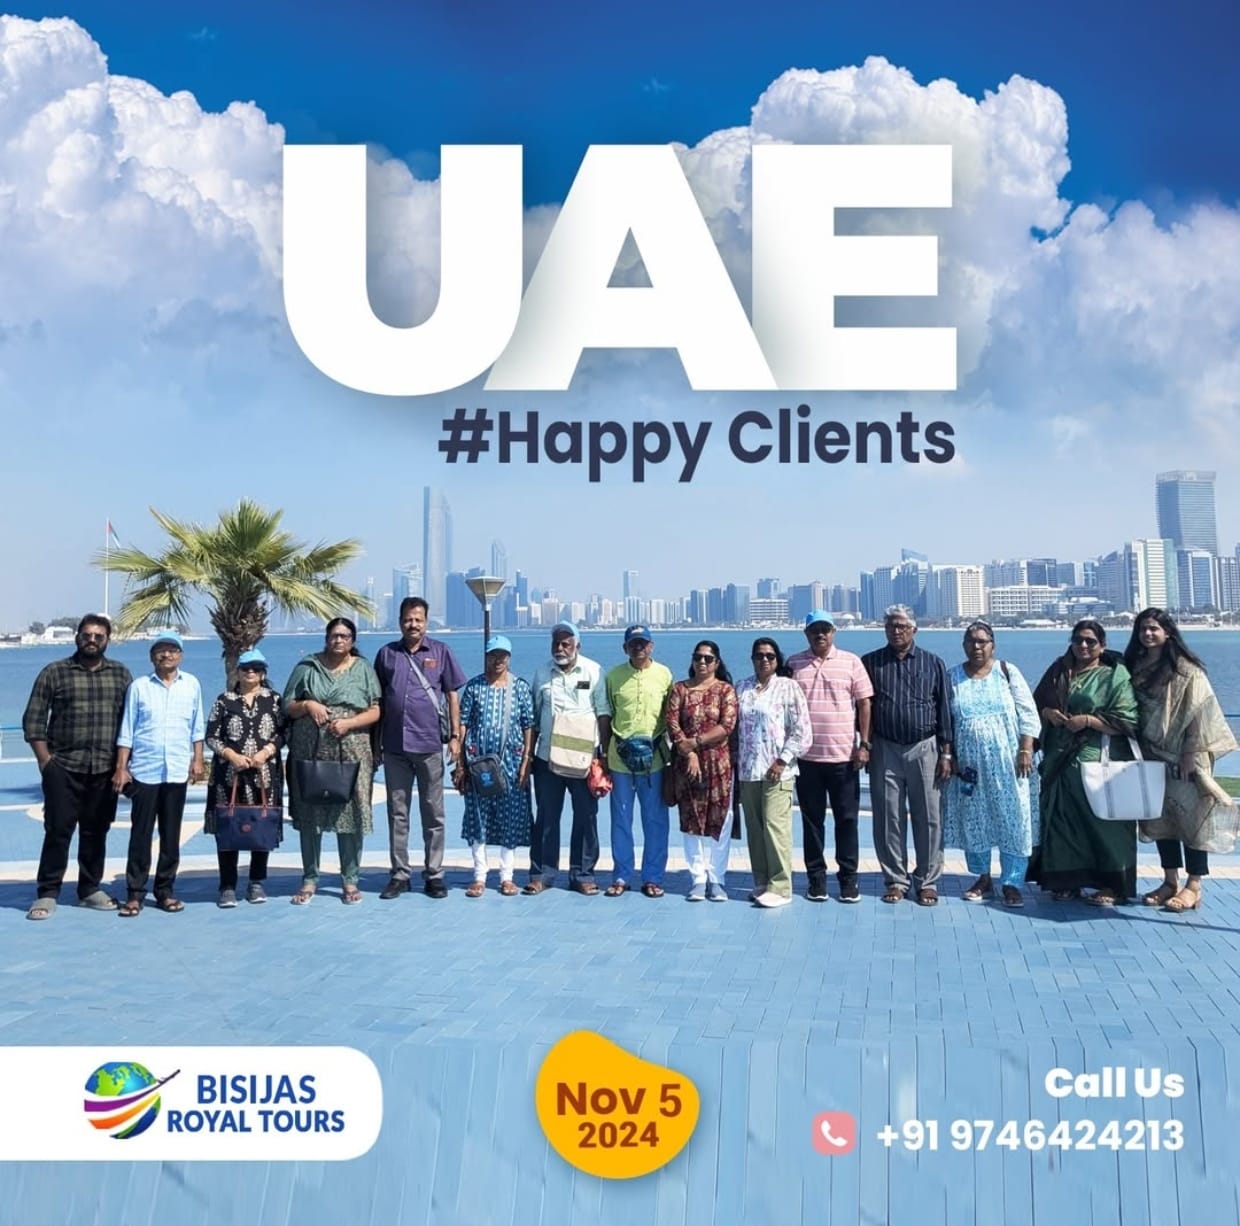 UAE
#Happy Clients
BISIJAS
ROYAL TOURS
Nov 5
2024
Call Us
+91 9746424213